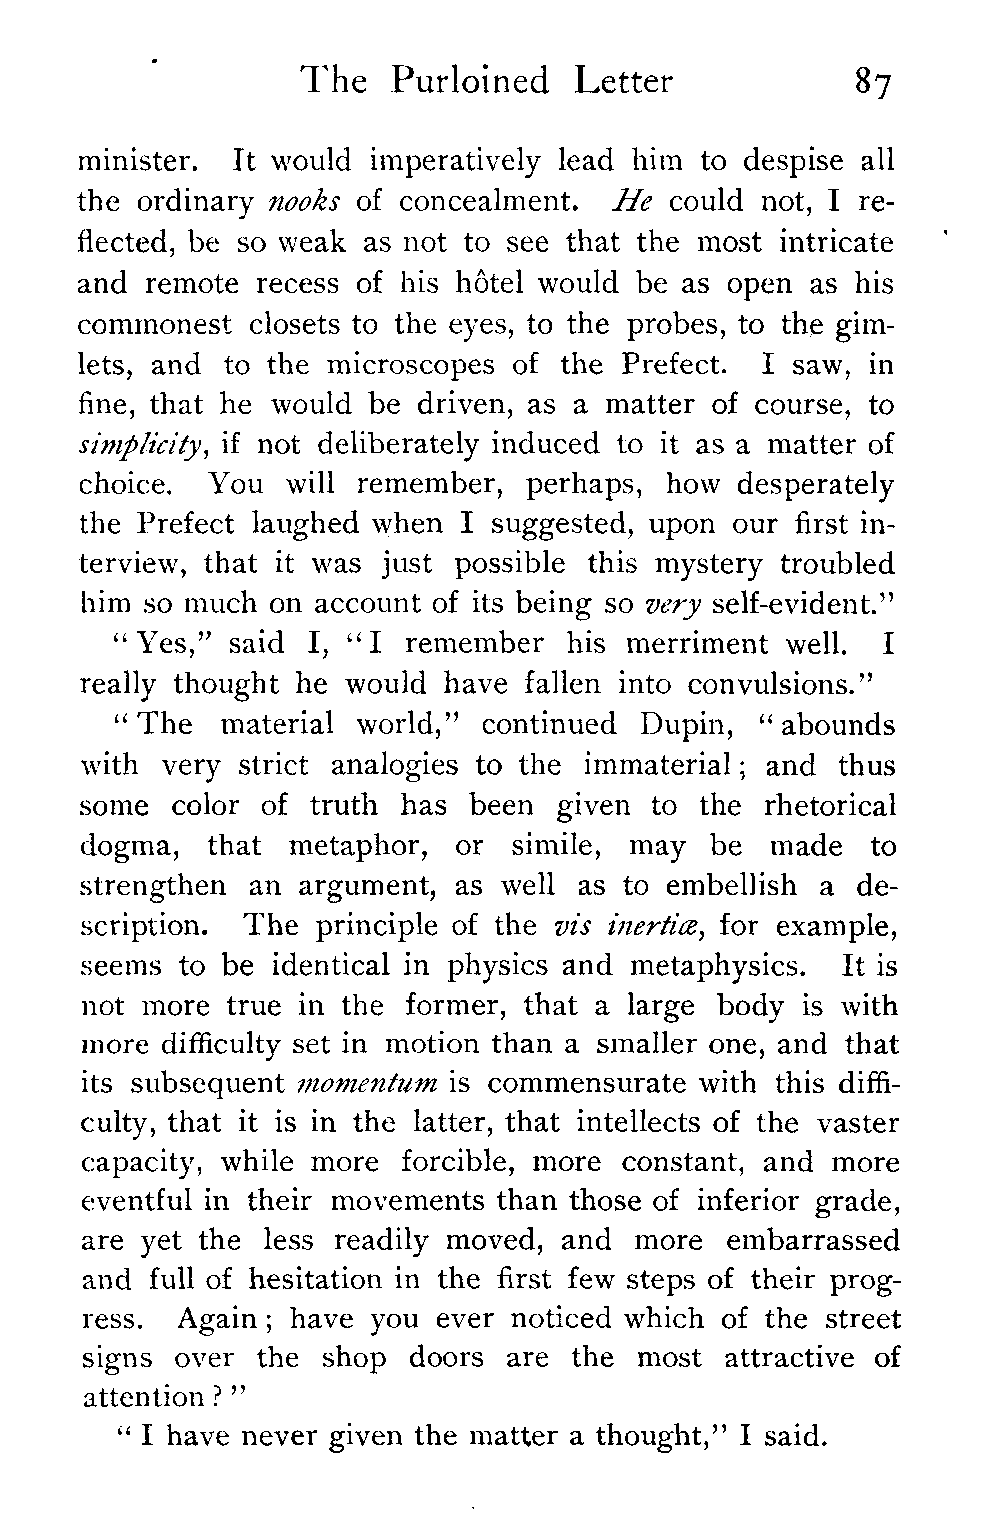 The Purloined Letter 87
minister. It would imperatively lead him to despise all
the ordinary nooks of concealment. He could not, I re-
flected, be so weak as not to see that the most intricate
and remote recess of his hôtel would be as open as his
commonest closets to the eyes, to the probes, to the gim-
lets, and to the microscopes of the Prefect. I saw, in
fine, that he would be driven, as a matter of course, to
simplicity, if not deliberately induced to it as a matter of
choice. You will remember, perhaps, how desperately
the Prefect laughed when I suggested, upon our first in-
terview, that it was just possible this mystery troubled
him so much on account of its being so very self-evident."
"Yes," said I, "I remember his merriment well. I
really thought he would have fallen into convulsions."
"The material world," continued Dupin, "abounds
with very strict analogies to the immaterial; and thus
some color of truth has been given to the rhetorical
dogma, that metaphor, or simile, may be made to
strengthen an argument, as well as to embellish a de-
scription. The principle of the vis inertiæ, for example,
seems to be identical in physics and metaphysics. It is
not more true in the former, that a large body is with
more difficulty set in motion than a smaller one, and that
its subsequent momentum is commensurate with this diffi-
culty, that it is in the latter, that intellects of the vaster
capacity, while more forcible, more constant, and more
eventful in their movements than those of inferior grade,
are yet the less readily moved, and more embarrassed
and full of hesitation in the first few steps of their prog-
ress. Again; have you ever noticed which of the street
signs over the shop doors are the most attractive of
attention?"
"I have never given the matter a thought," I said.